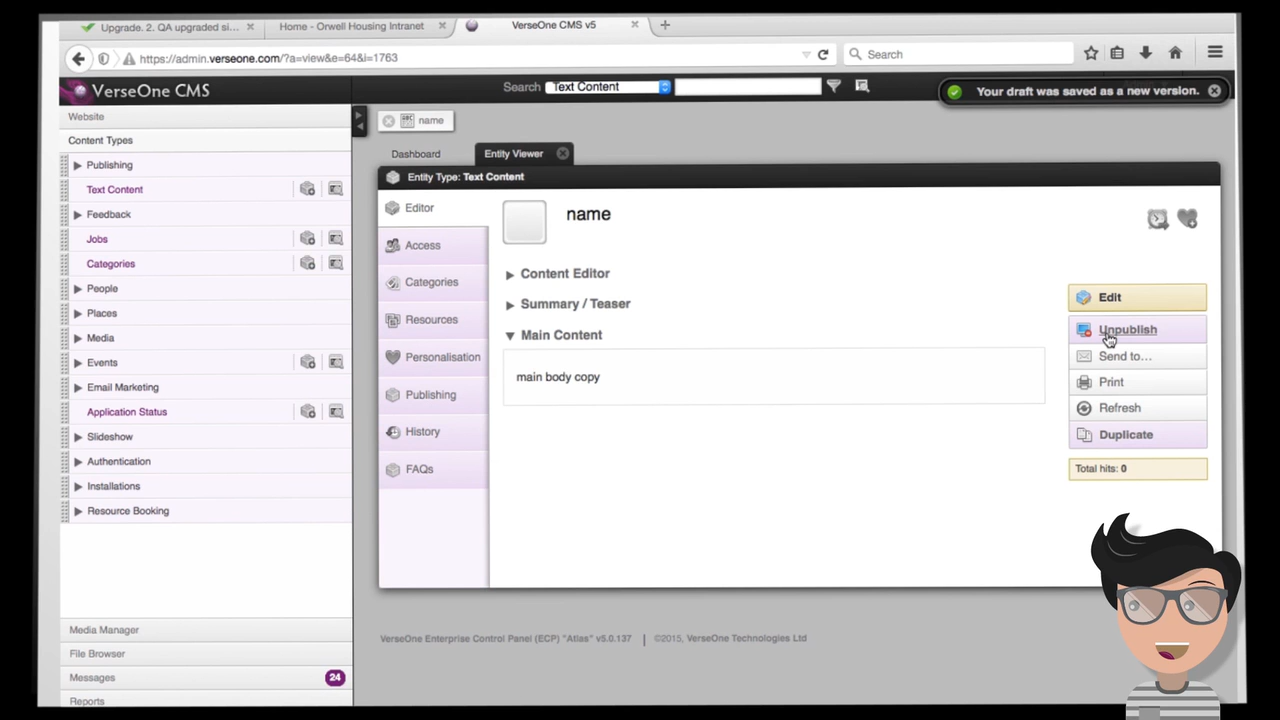 Upgrade. 2. QA upgraded si...
Home - Orwell Housing Intranet
VerseOne CMS v5
https://admin.verseone.com/?a=view&e=64&i=1763
Search
VerseOne CMS
Search
Text Content
Your draft was saved as a new version.
Website
Content Types
Publishing
Text Content
Feedback
Jobs
Categories
People
Places
Media
Events
Email Marketing
Application Status
Slideshow
Authentication
Installations
Resource Booking
Media Manager
File Browser
Messages
24
Reports
name
Dashboard
Entity Viewer
Entity Type: Text Content
Editor
Access
Categories
Resources
Personalisation
Publishing
History
FAQs
name
Content Editor
Summary / Teaser
Main Content
main body copy
Edit
Unpublish
Send to...
Print
Refresh
Duplicate
Total hits: 0
VerseOne Enterprise Control Panel (ECP) "Atlas" v5.0.137 | ©2015, VerseOne Technologies Ltd